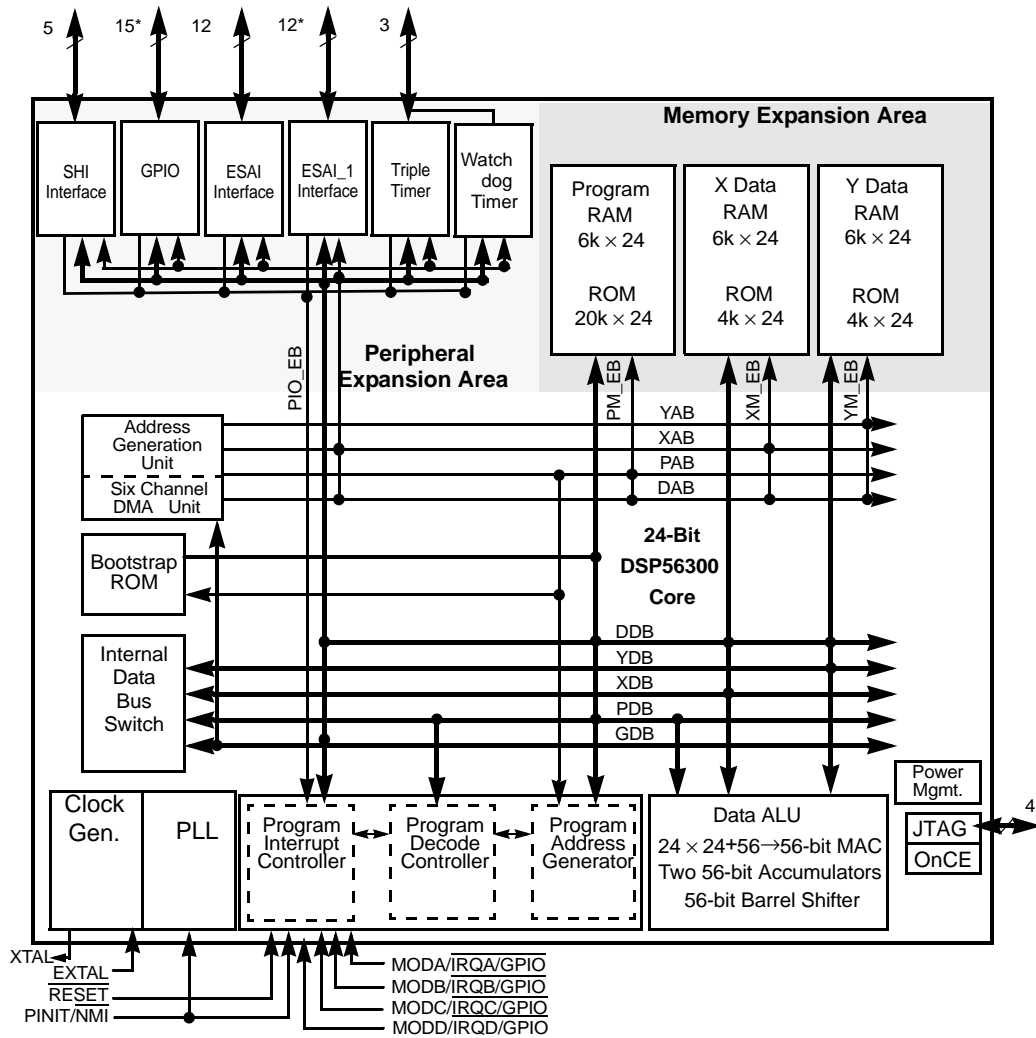 5 15* 12 12* 3
Memory Expansion Area
SHI
Interface
GPIO
ESAI
Interface
ESAI_1
Interface
Triple
Timer
Watch
dog
Timer
Program
RAM
6k × 24
ROM
20k × 24
X Data
RAM
6k × 24
ROM
4k × 24
Y Data
RAM
6k × 24
ROM
4k × 24
Peripheral
Expansion Area
PIO_EB
PM_EB
XM_EB
YM_EB
Address
Generation
Unit
Six Channel
DMA Unit
YAB
XAB
PAB
DAB
Bootstrap
ROM
24-Bit
DSP56300
Core
Internal
Data
Bus
Switch
DDB
YDB
XDB
PDB
GDB
Clock
Gen.
PLL
Program
Interrupt
Controller
Program
Decode
Controller
Program
Address
Generator
Data ALU
24 × 24+56→56-bit MAC
Two 56-bit Accumulators
56-bit Barrel Shifter
Power
Mgmt.
JTAG
OnCE
4
XTAL
EXTAL
RESET
PINIT/NMI
MODA/IRQA/GPIO
MODB/IRQB/GPIO
MODC/IRQC/GPIO
MODD/IRQD/GPIO